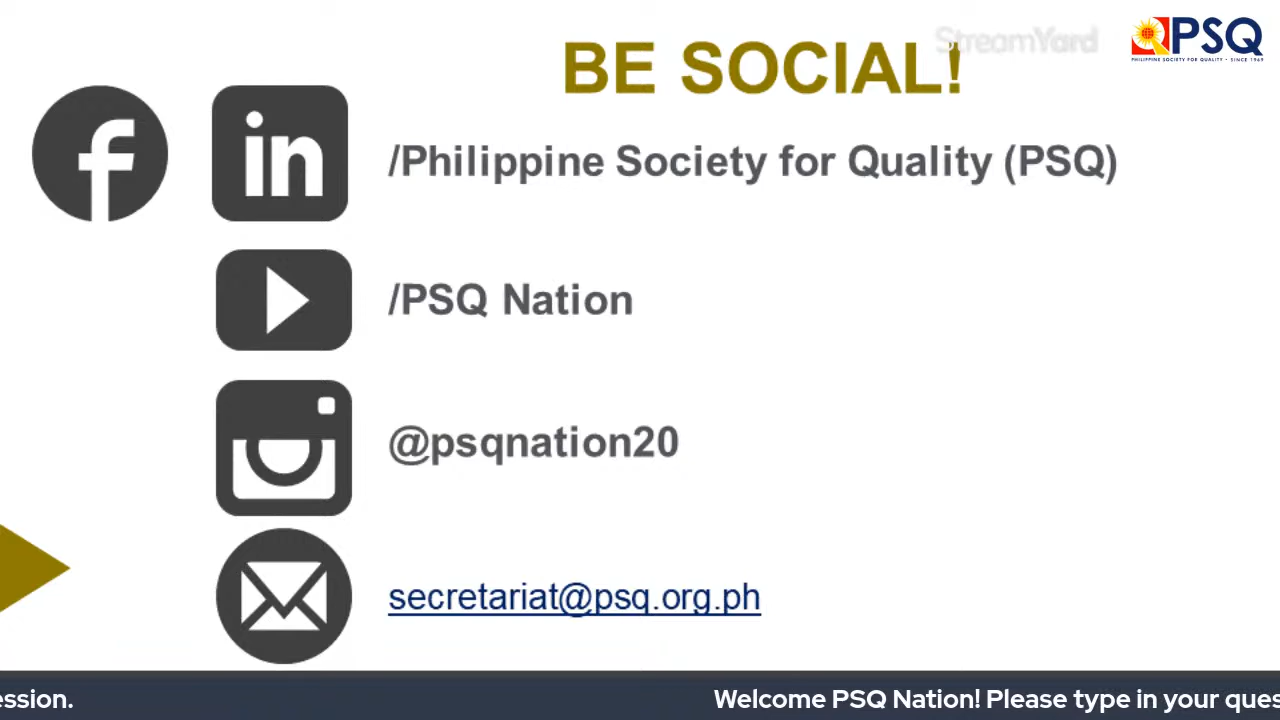 BE SOCIAL!
StreamYard
PSQ
PHILIPPINE SOCIETY FOR QUALITY • SINCE 1969
/Philippine Society for Quality (PSQ)
/PSQ Nation
@psqnation20
secretariat@psq.org.ph
ession.
Welcome PSQ Nation! Please type in your ques